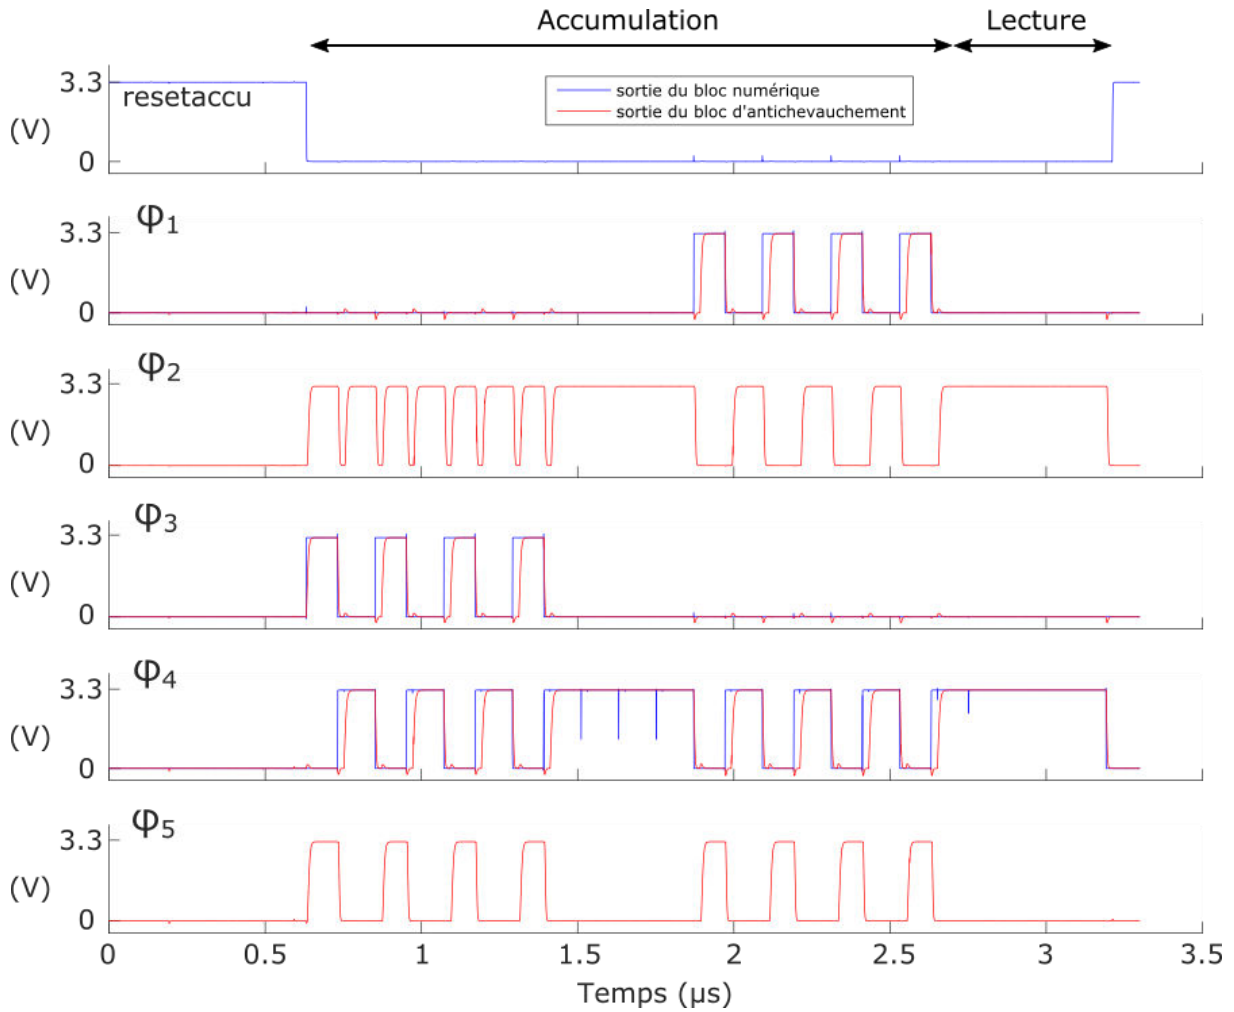 Accumulation Lecture
3.3
resetaccu
(V)
0
sortie du bloc numérique
sortie du bloc d'antichevauchement
φ1
3.3
(V)
0
φ2
3.3
(V)
0
φ3
3.3
(V)
0
φ4
3.3
(V)
0
φ5
3.3
(V)
0
0 0.5 1 1.5 2 2.5 3 3.5
Temps (µs)